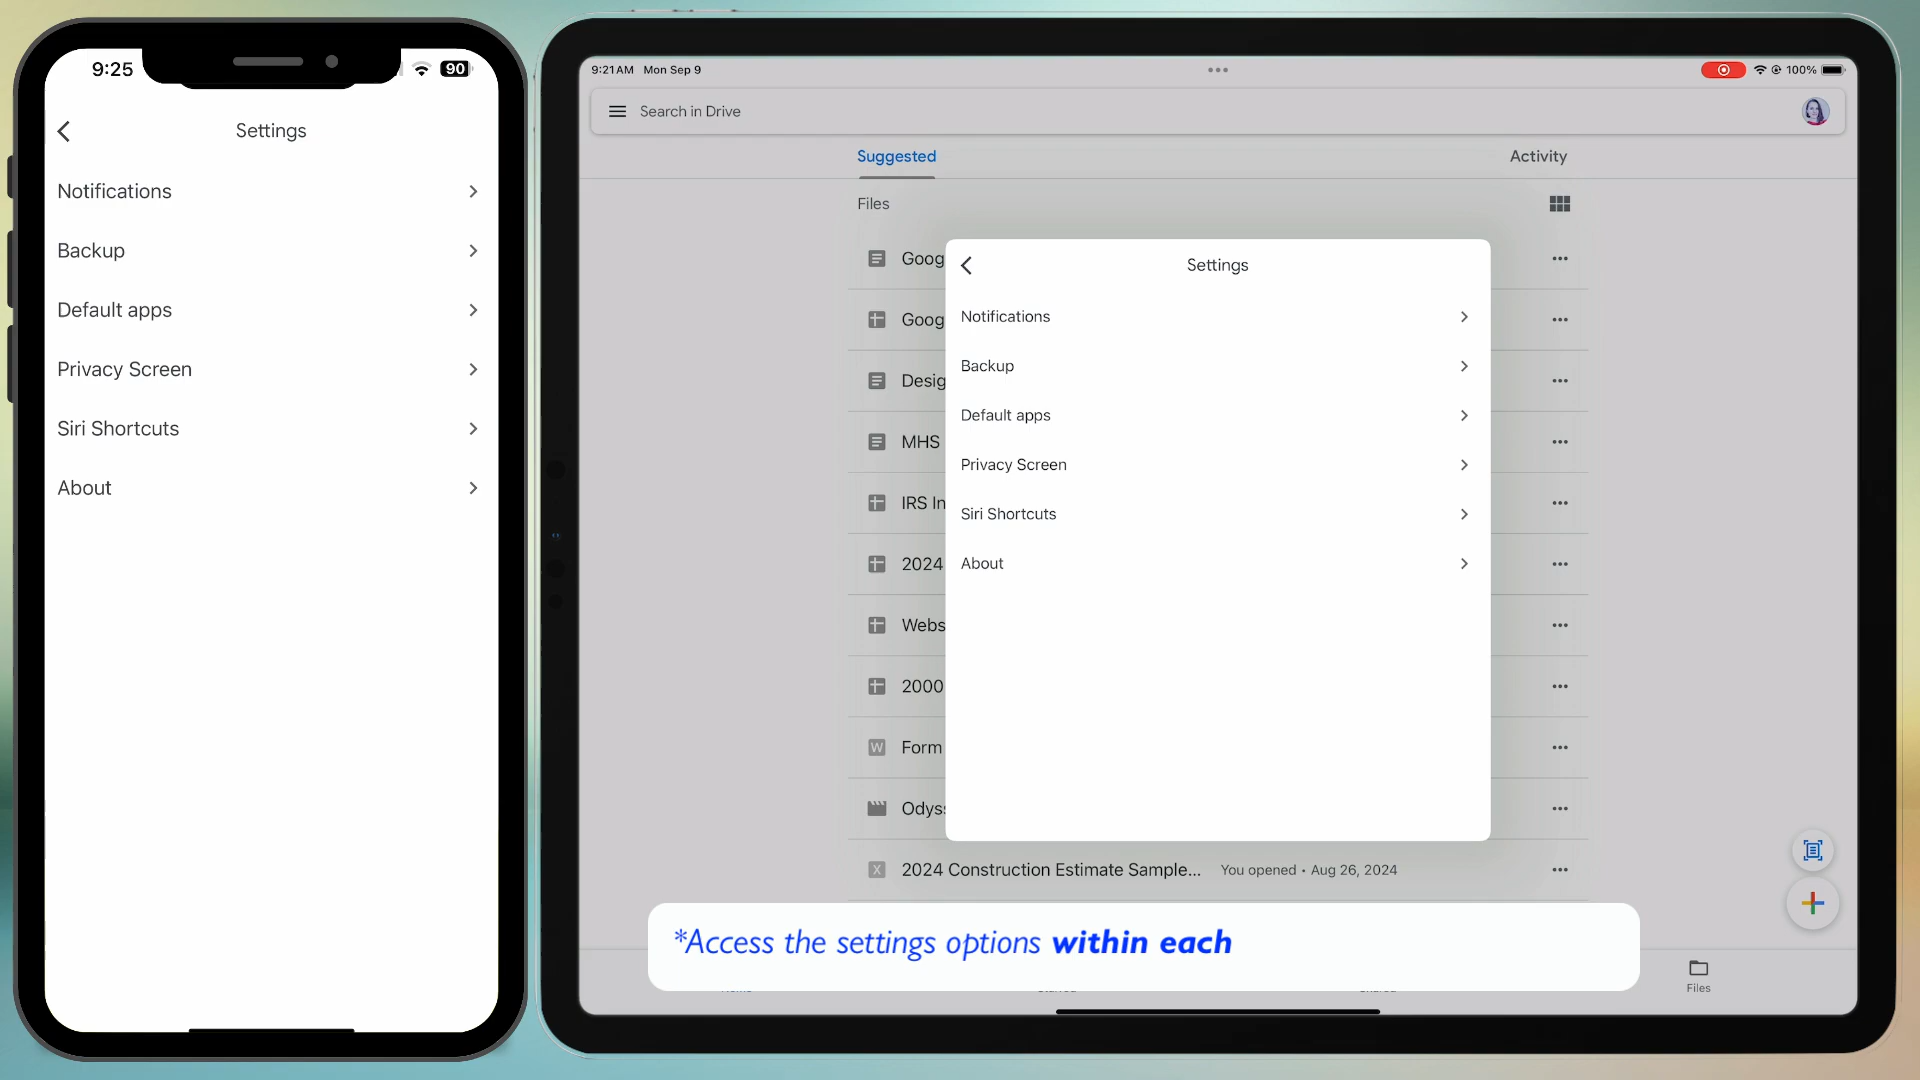 9:25
90
Settings
Notifications
Backup
Default apps
Privacy Screen
Siri Shortcuts
About
9:21 AM Mon Sep 9
100%
Search in Drive
Suggested
Activity
Files
Goog
Goog
Desig
MHS
IRS In
2024
Webs
2000
W Form
Odys
X 2024 Construction Estimate Sample... You opened • Aug 26, 2024
Settings
Notifications
Backup
Default apps
Privacy Screen
Siri Shortcuts
About
*Access the settings options within each
Files